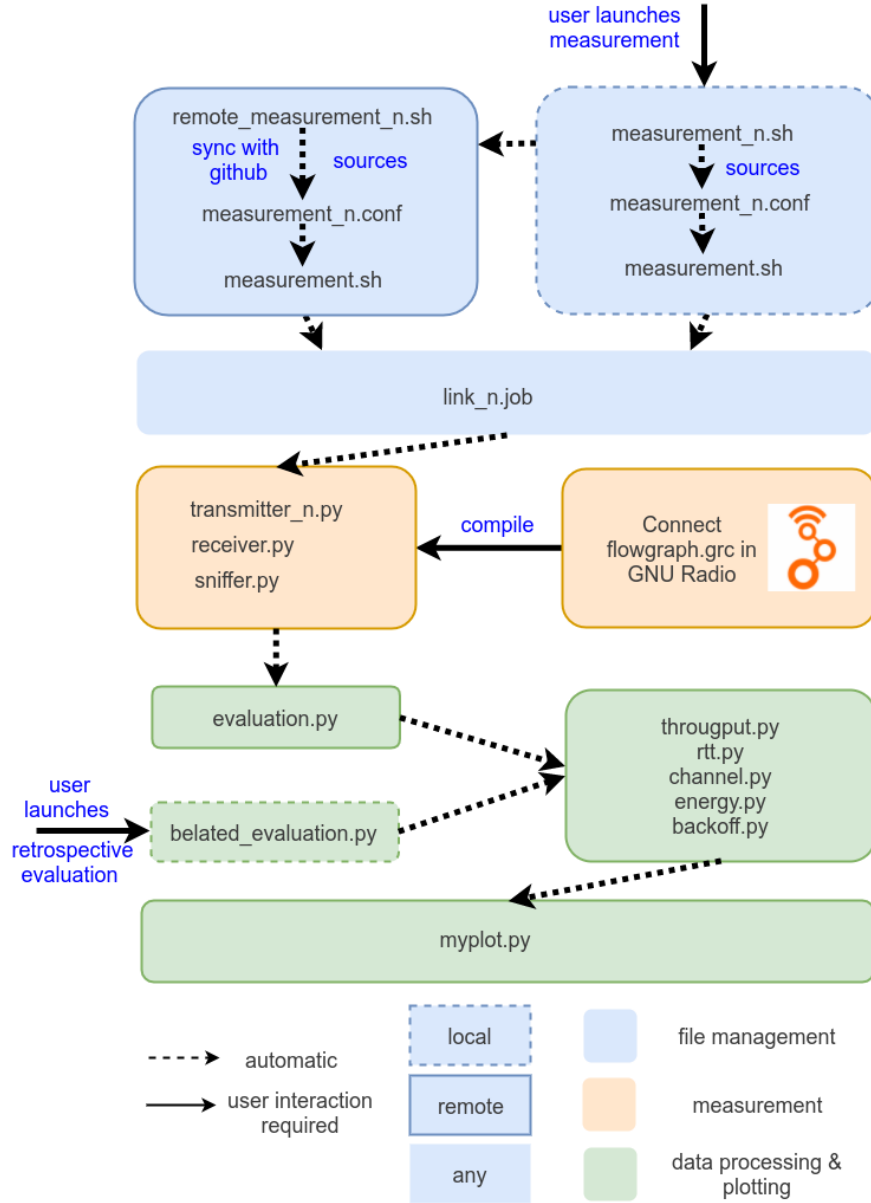 user launches
measurement
remote_measurement_n.sh
sync with
github
sources
measurement_n.conf
measurement.sh
measurement_n.sh
sources
measurement_n.conf
measurement.sh
link_n.job
transmitter_n.py
receiver.py
sniffer.py
compile
Connect
flowgraph.grc in
GNU Radio
evaluation.py
througput.py
rtt.py
channel.py
energy.py
backoff.py
user
launches
retrospective
evaluation
belated_evaluation.py
myplot.py
automatic
user interaction
required
local
remote
any
file management
measurement
data processing &
plotting